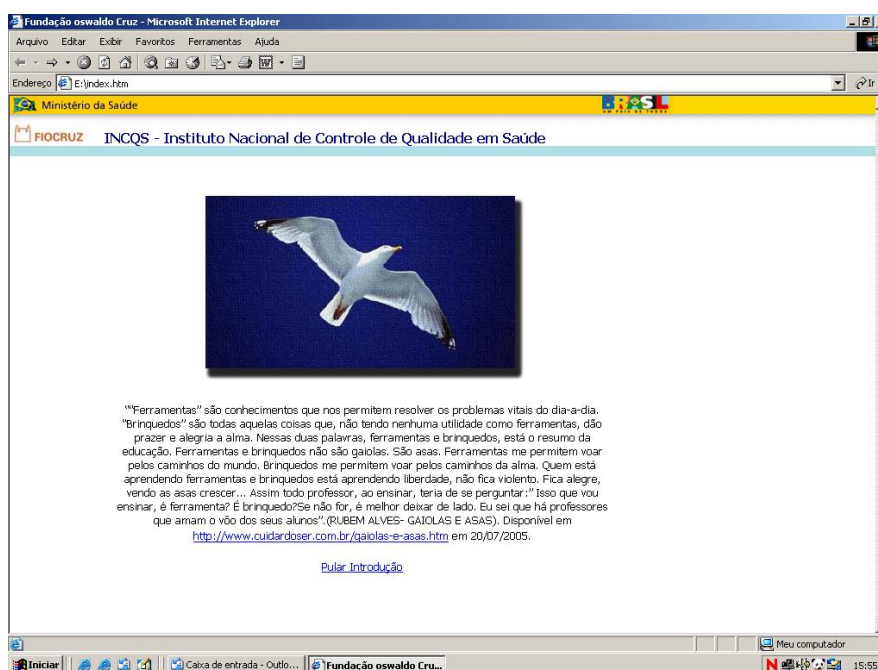 Fundação oswaldo Cruz - Microsoft Internet Explorer
Arquivo Editar Exibir Favoritos Ferramentas Ajuda
Endereço E:\index.htm Ir
Ministério da Saúde BRASIL
UM PAÍS DE TODOS
FIOCRUZ INCQS - Instituto Nacional de Controle de Qualidade em Saúde
""Ferramentas" são conhecimentos que nos permitem resolver os problemas vitais do dia-a-dia.
"Brinquedos" são todas aquelas coisas que, não tendo nenhuma utilidade como ferramentas, dão
prazer e alegria a alma. Nessas duas palavras, ferramentas e brinquedos, está o resumo da
educação. Ferramentas e brinquedos não são gaiolas. São asas. Ferramentas me permitem voar
pelos caminhos do mundo. Brinquedos me permitem voar pelos caminhos da alma. Quem está
aprendendo ferramentas e brinquedos está aprendendo liberdade, não fica violento. Fica alegre,
vendo as asas crescer... Assim todo professor, ao ensinar, teria de se perguntar:" Isso que vou
ensinar, é ferramenta? É brinquedo?Se não for, é melhor deixar de lado. Eu sei que há professores
que amam o vôo dos seus alunos".(RUBEM ALVES- GAIOLAS E ASAS). Disponível em
http://www.cuidardoser.com.br/gaiolas-e-asas.htm em 20/07/2005.
Pular Introdução
Meu computador
Iniciar Caixa de entrada - Outlo... Fundação oswaldo Cru... 15:55